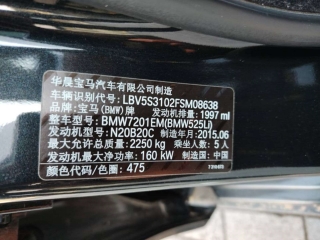 华晨宝马汽车有限公司制造
车辆识别代号: LBV5S3102FSM08638
品牌: 宝马(BMW) 发动机排量: 1997 ml
整车型号: BMW7201EM(BMW525Li)
发动机型号: N20B20C 制造年月: 2015.06
最大允许总质量: 2250 kg 乘坐人数: 5人
发动机最大净功率: 160 kW 制造国: 中国
颜色代码/色圈: 475